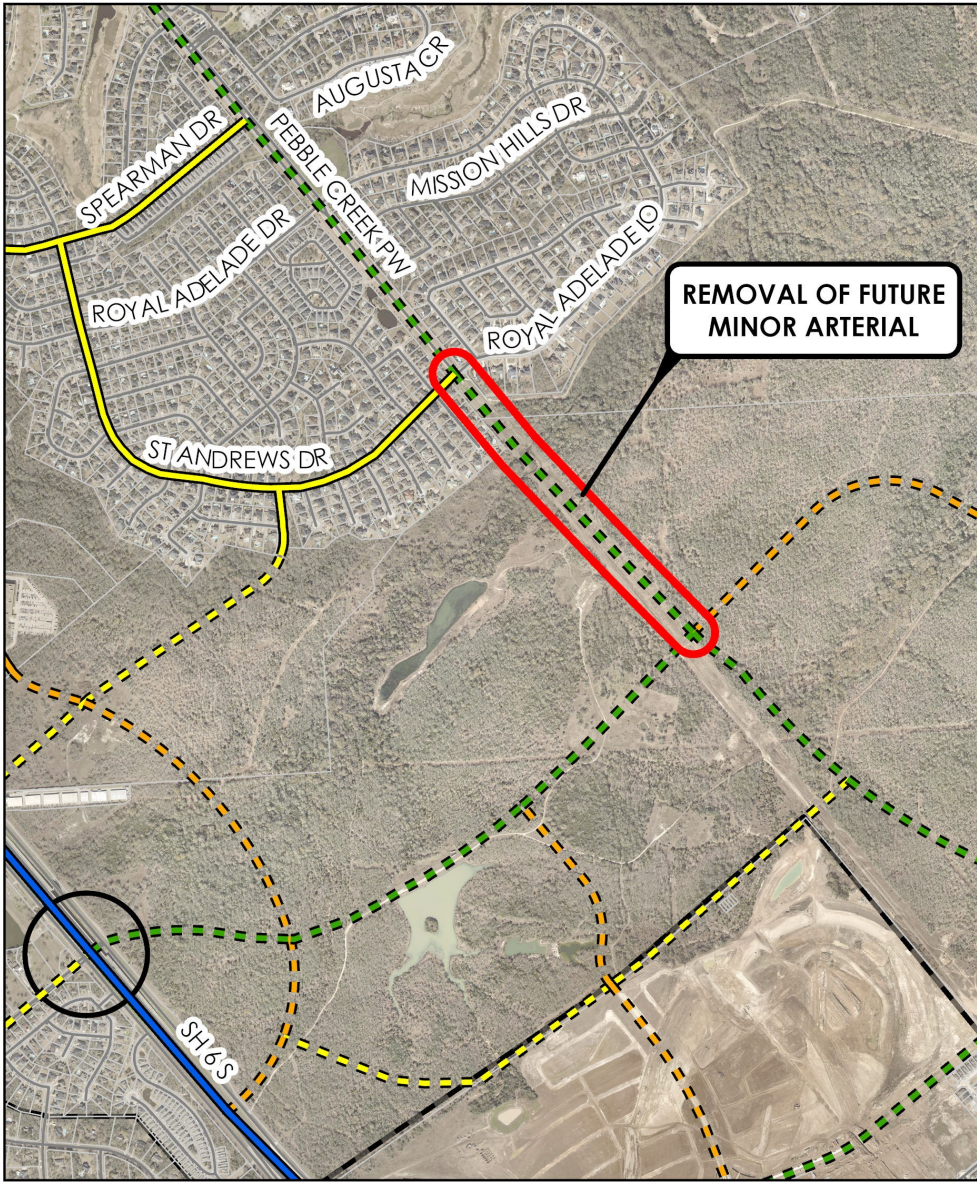 AUGUSTA CR
SPEARMAN DR
PEBBLE CREEK PW
MISSION HILLS DR
ROYAL ADELADE DR
ROYAL ADELADE LO
REMOVAL OF FUTURE
MINOR ARTERIAL
ST ANDREWS DR
SH 6 S